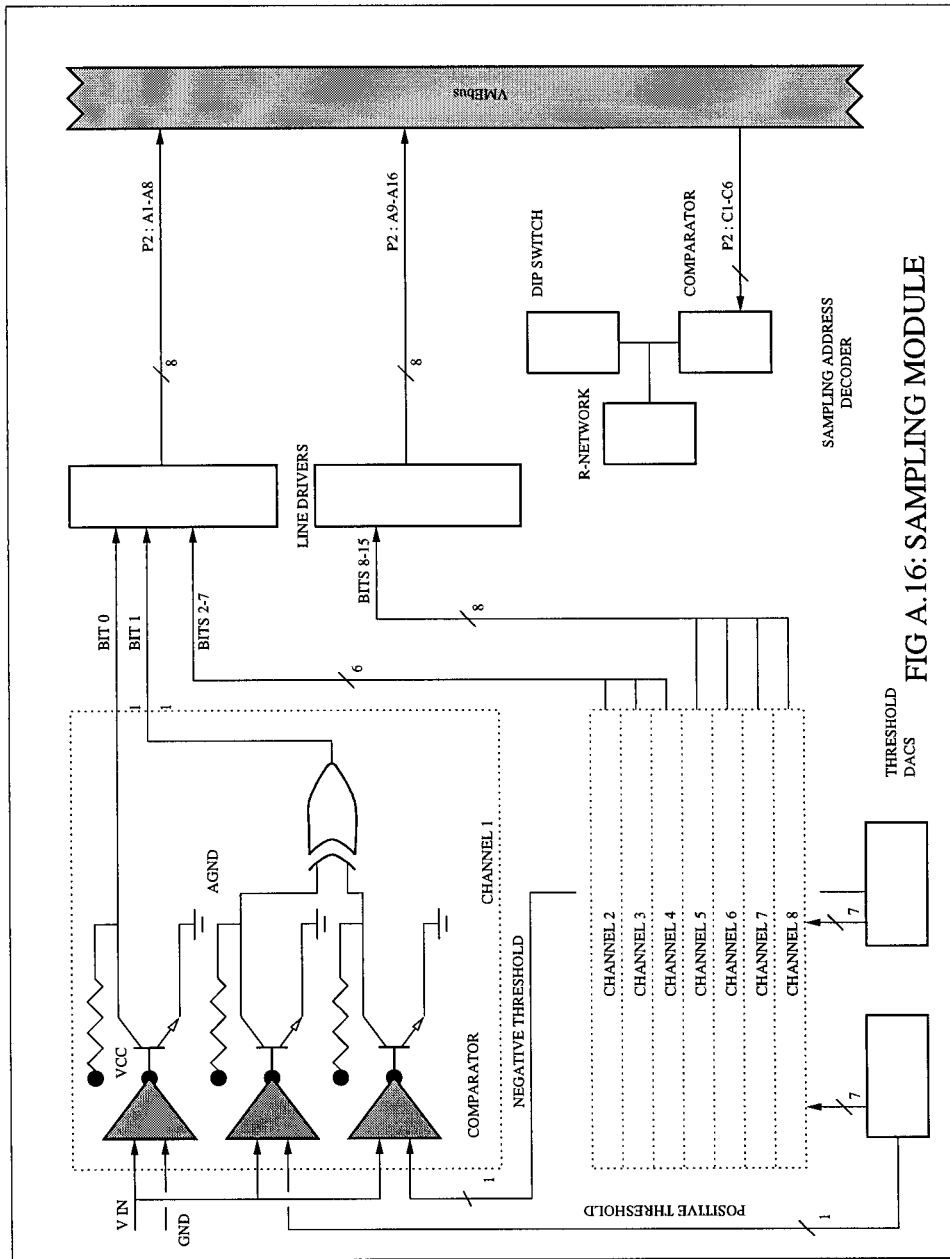 VMEbus
P2 : A1-A8
P2 : A9-A16
P2 : C1-C6
8
8
DIP SWITCH
COMPARATOR
R-NETWORK
SAMPLING ADDRESS
DECODER
LINE DRIVERS
BIT 0
BIT 1
BITS 2-7
BITS 8-15
1
1
6
8
VCC
AGND
COMPARATOR
CHANNEL 1
V IN
GND
NEGATIVE THRESHOLD
1
CHANNEL 2
CHANNEL 3
CHANNEL 4
CHANNEL 5
CHANNEL 6
CHANNEL 7
CHANNEL 8
POSITIVE THRESHOLD
1
7
7
THRESHOLD
DACS
FIG A.16: SAMPLING MODULE